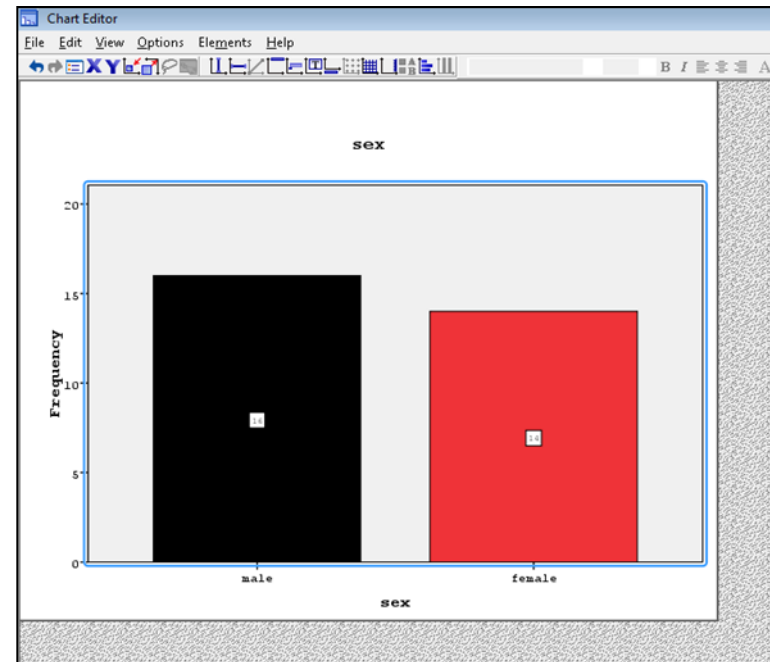 Chart Editor
File Edit View Options Elements Help
B I A
sex
20
15
10
5
0
Frequency
16
14
male female
sex